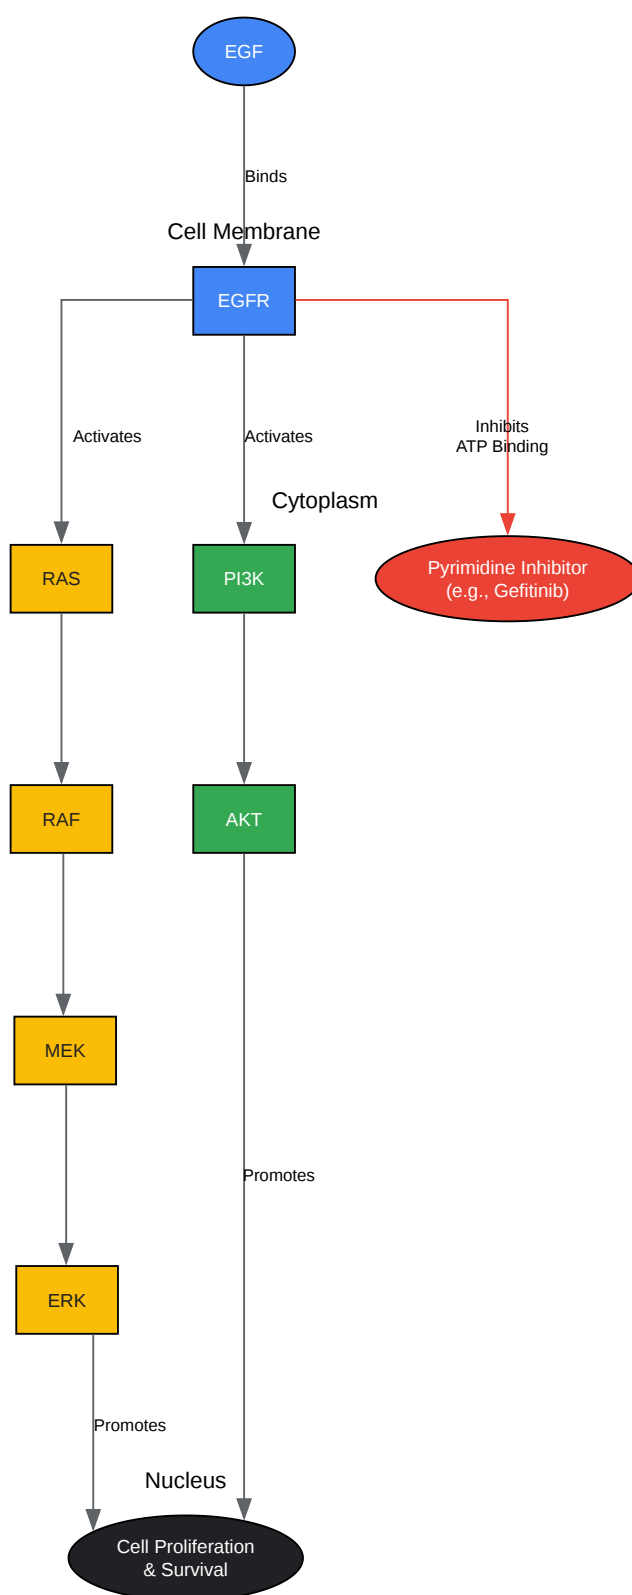 EGF
Binds
Cell Membrane
EGFR
Activates
Activates
Inhibits
ATP Binding
Cytoplasm
RAS
PI3K
Pyrimidine Inhibitor
(e.g., Gefitinib)
RAF
AKT
MEK
Promotes
ERK
Promotes
Nucleus
Cell Proliferation
& Survival